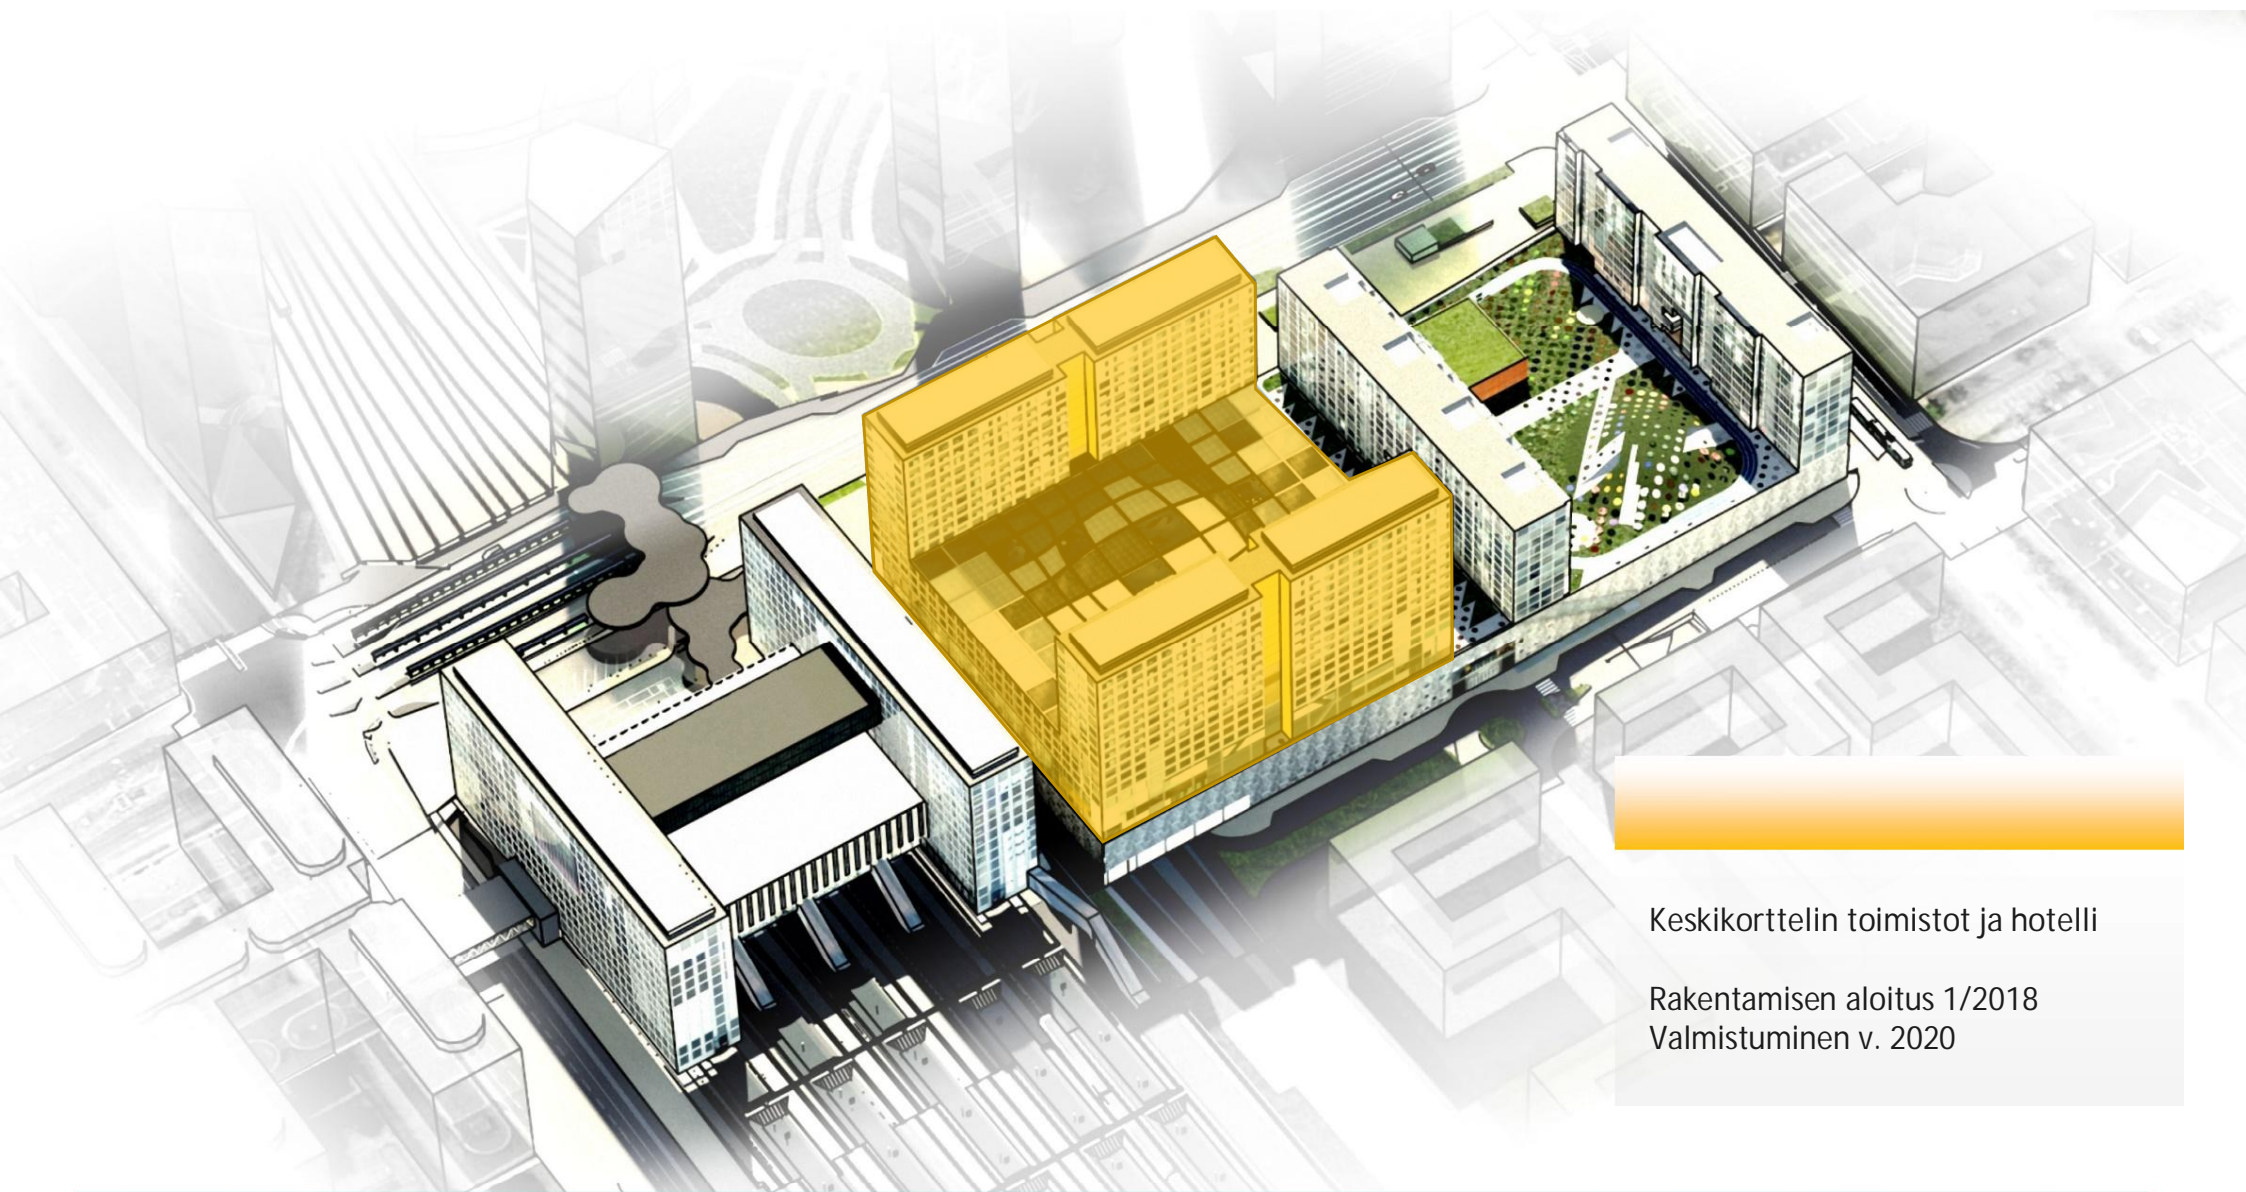 Keskikorttelin toimistot ja hotelli
Rakentamisen aloitus 1/2018
Valmistuminen v. 2020